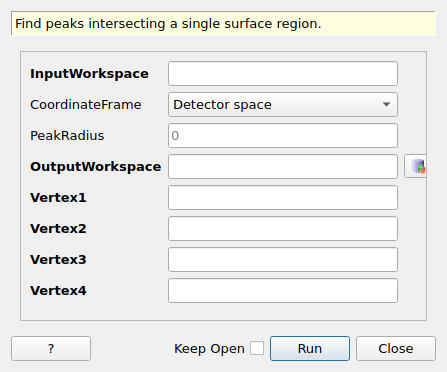 Find peaks intersecting a single surface region.
InputWorkspace
CoordinateFrame Detector space
PeakRadius 0
OutputWorkspace
Vertex1
Vertex2
Vertex3
Vertex4
? Keep Open Run Close